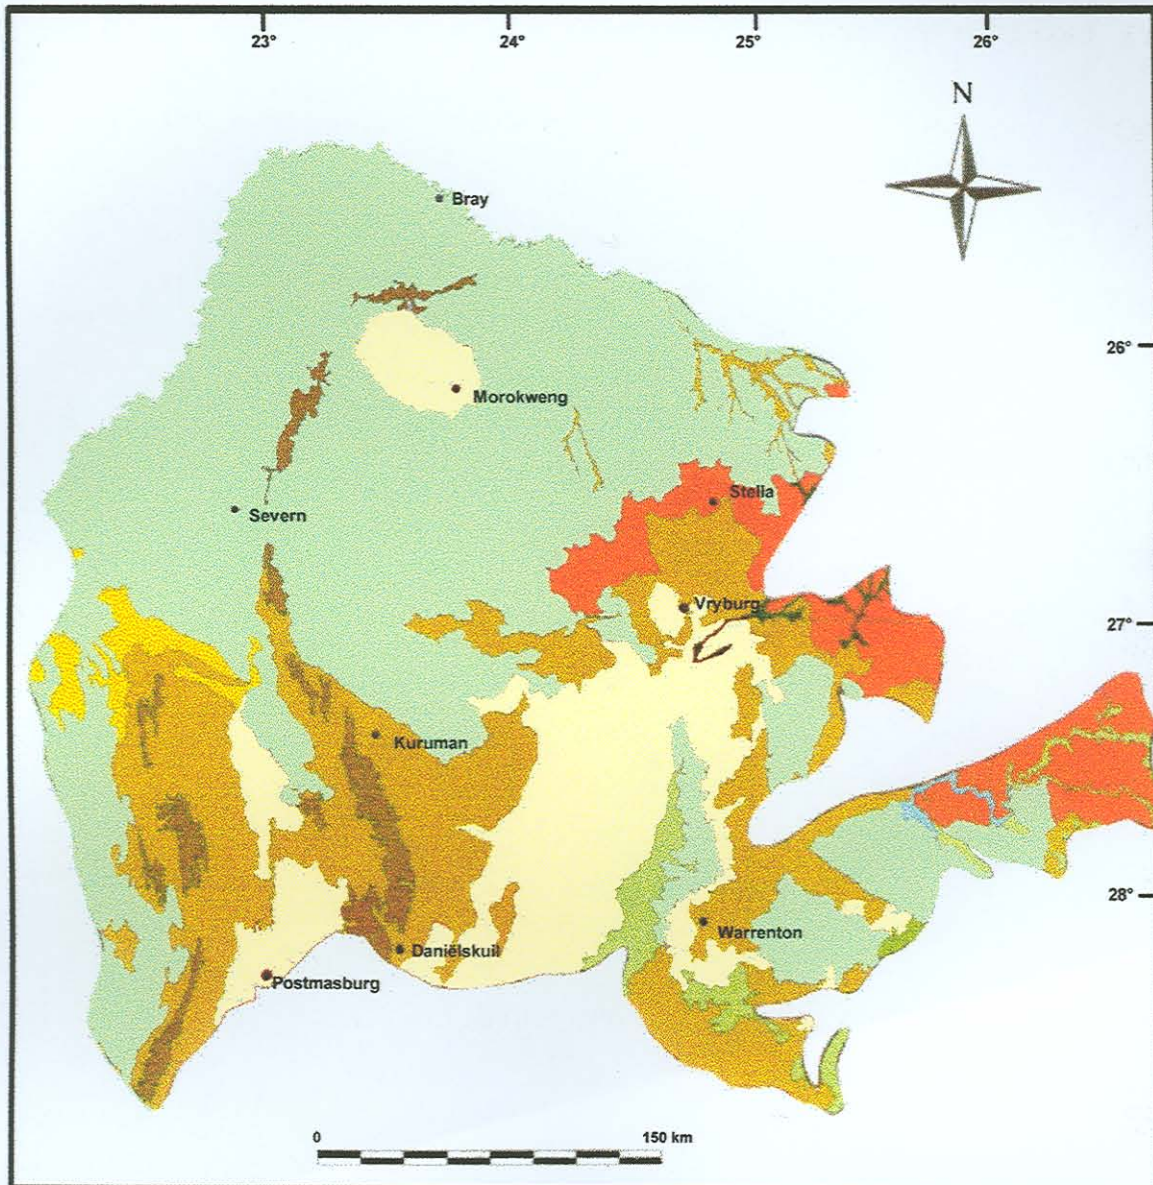 23° 24° 25° 26°
N
Bray
26°
Morokweng
Stella
Severn
Vryburg
27°
Kuruman
28°
Warrenton
Daniëlskuil
Postmasburg
0 150 km